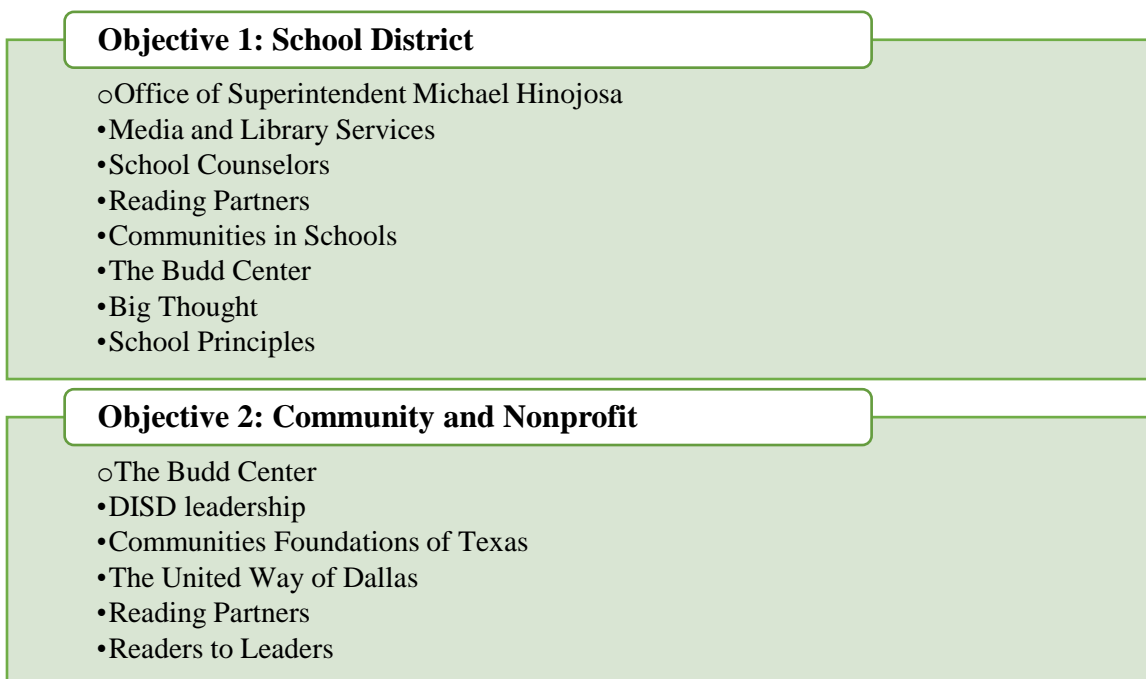 Objective 1: School District
oOffice of Superintendent Michael Hinojosa
•Media and Library Services
•School Counselors
•Reading Partners
•Communities in Schools
•The Budd Center
•Big Thought
•School Principles
Objective 2: Community and Nonprofit
oThe Budd Center
•DISD leadership
•Communities Foundations of Texas
•The United Way of Dallas
•Reading Partners
•Readers to Leaders